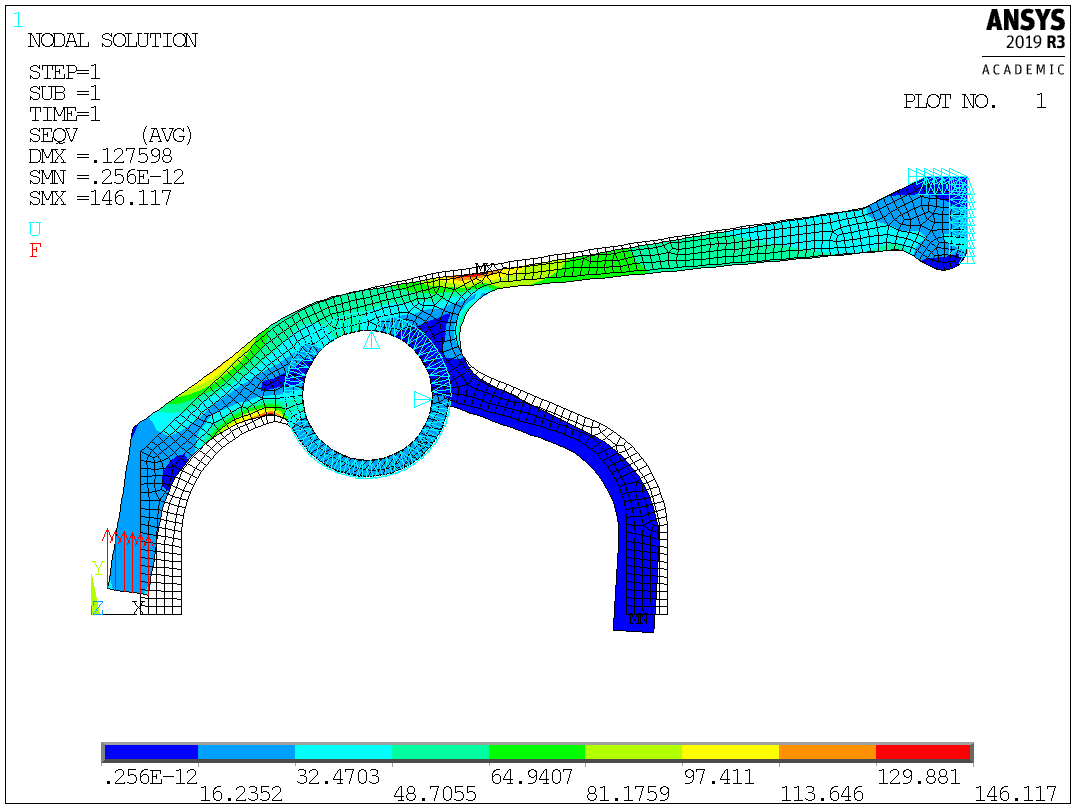 1
NODAL SOLUTION
STEP=1
SUB =1
TIME=1
SEQV (AVG)
DMX =.127598
SMN =.256E-12
SMX =146.117
U
F
ANSYS
2019 R3
ACADEMIC
PLOT NO. 1
MX
Y
Z X
MN
.256E-12 32.4703 64.9407 97.411 129.881
16.2352 48.7055 81.1759 113.646 146.117